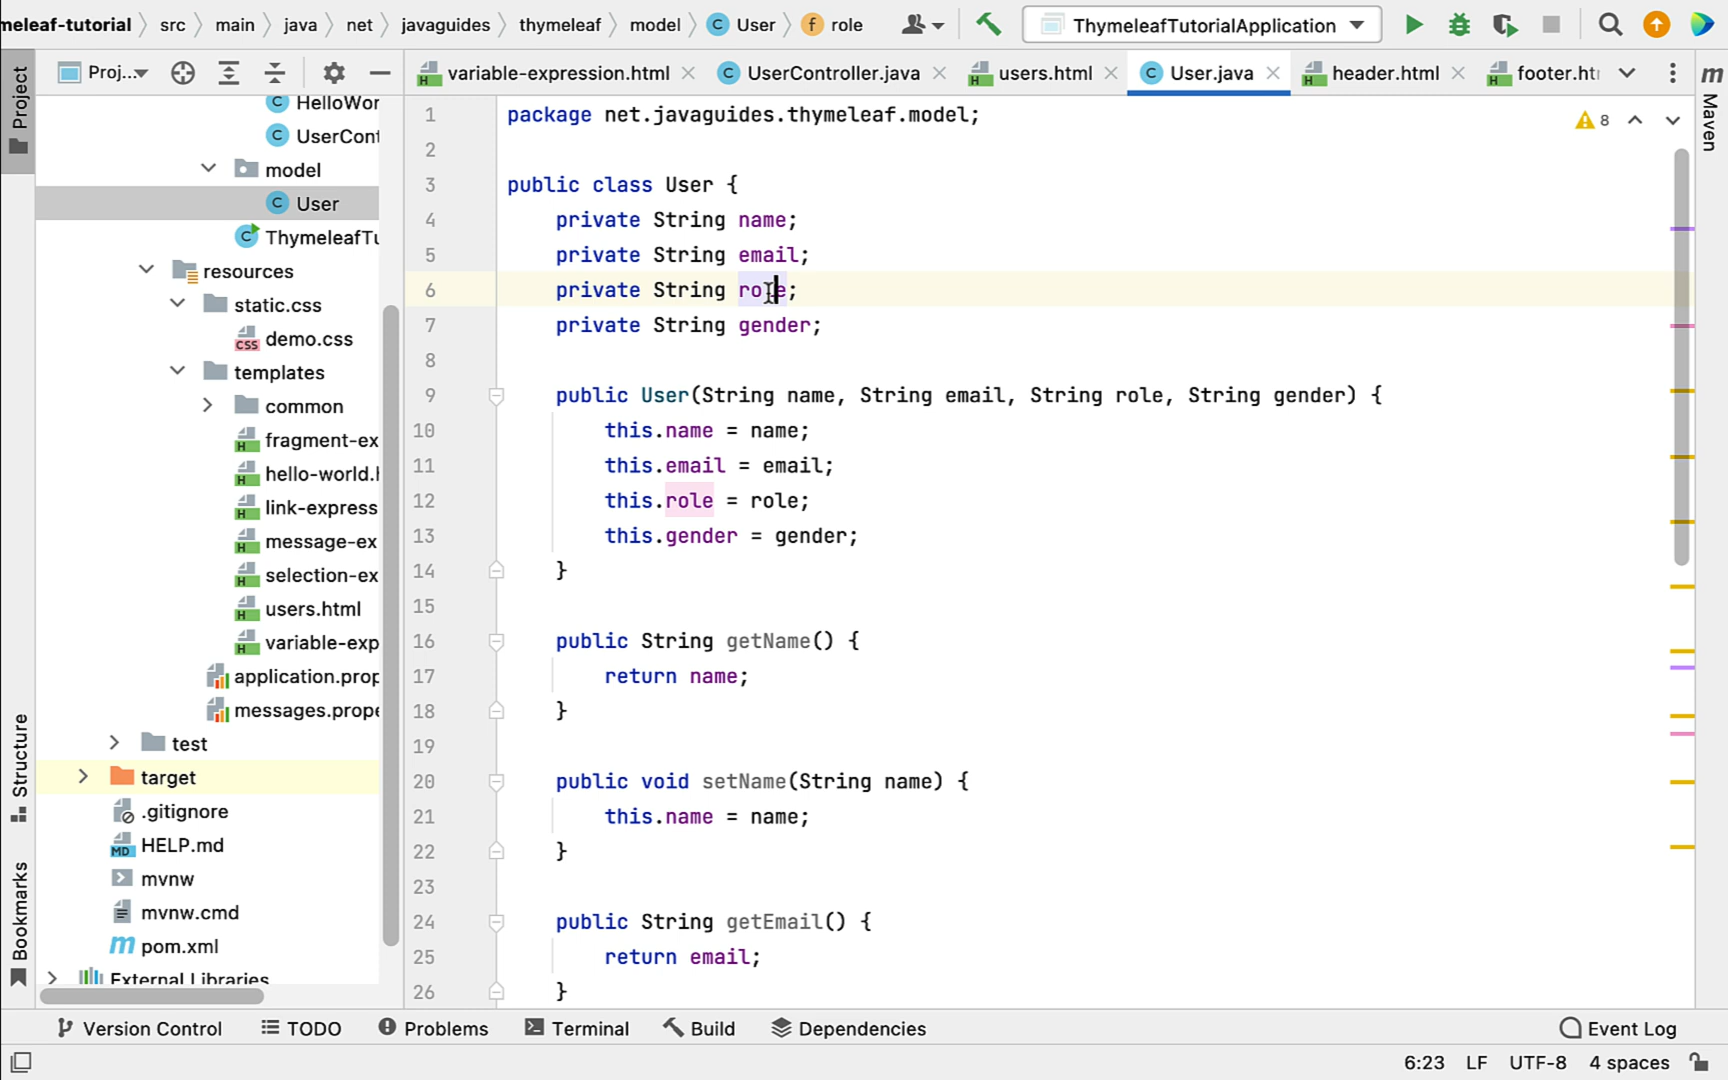 meleaf-tutorial src main java net javaguides thymeleaf model User role ThymeleafTutorialApplication
Project Proj... variable-expression.html UserController.java users.html User.java header.html footer.ht Maven
HelloWor
UserCont
model
User
ThymeleafTu
resources
static.css
demo.css
templates
common
fragment-ex
hello-world.h
link-express
message-ex
selection-ex
users.html
variable-exp
application.prop
messages.prope
test
target
.gitignore
HELP.md
mvnw
mvnw.cmd
pom.xml
External Libraries
Structure
Bookmarks
8
1 package net.javaguides.thymeleaf.model;
2
3 public class User {
4 private String name;
5 private String email;
6 private String role;
7 private String gender;
8
9 public User(String name, String email, String role, String gender) {
10 this.name = name;
11 this.email = email;
12 this.role = role;
13 this.gender = gender;
14 }
15
16 public String getName() {
17 return name;
18 }
19
20 public void setName(String name) {
21 this.name = name;
22 }
23
24 public String getEmail() {
25 return email;
26 }
Version Control TODO Problems Terminal Build Dependencies Event Log
6:23 LF UTF-8 4 spaces